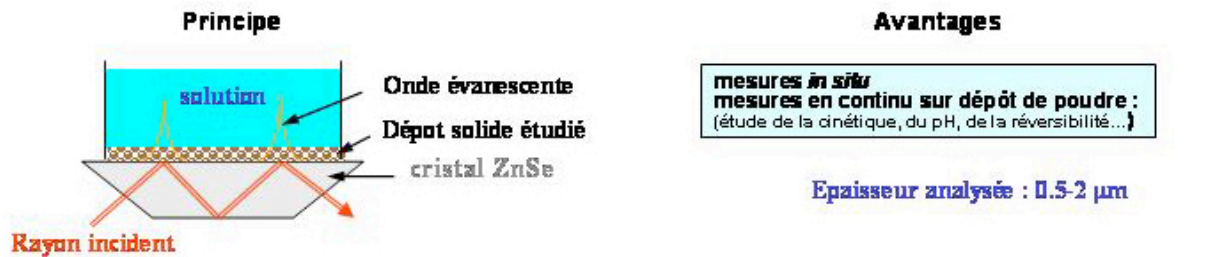 Principe
solution
Onde évanescente
Dépot solide étudié
cristal ZnSe
Rayon incident
Avantages
mesures in situ
mesures en continu sur dépôt de poudre :
(étude de la cinétique, du pH, de la réversibilité...)
Epaisseur analysée : 0.5-2 µm